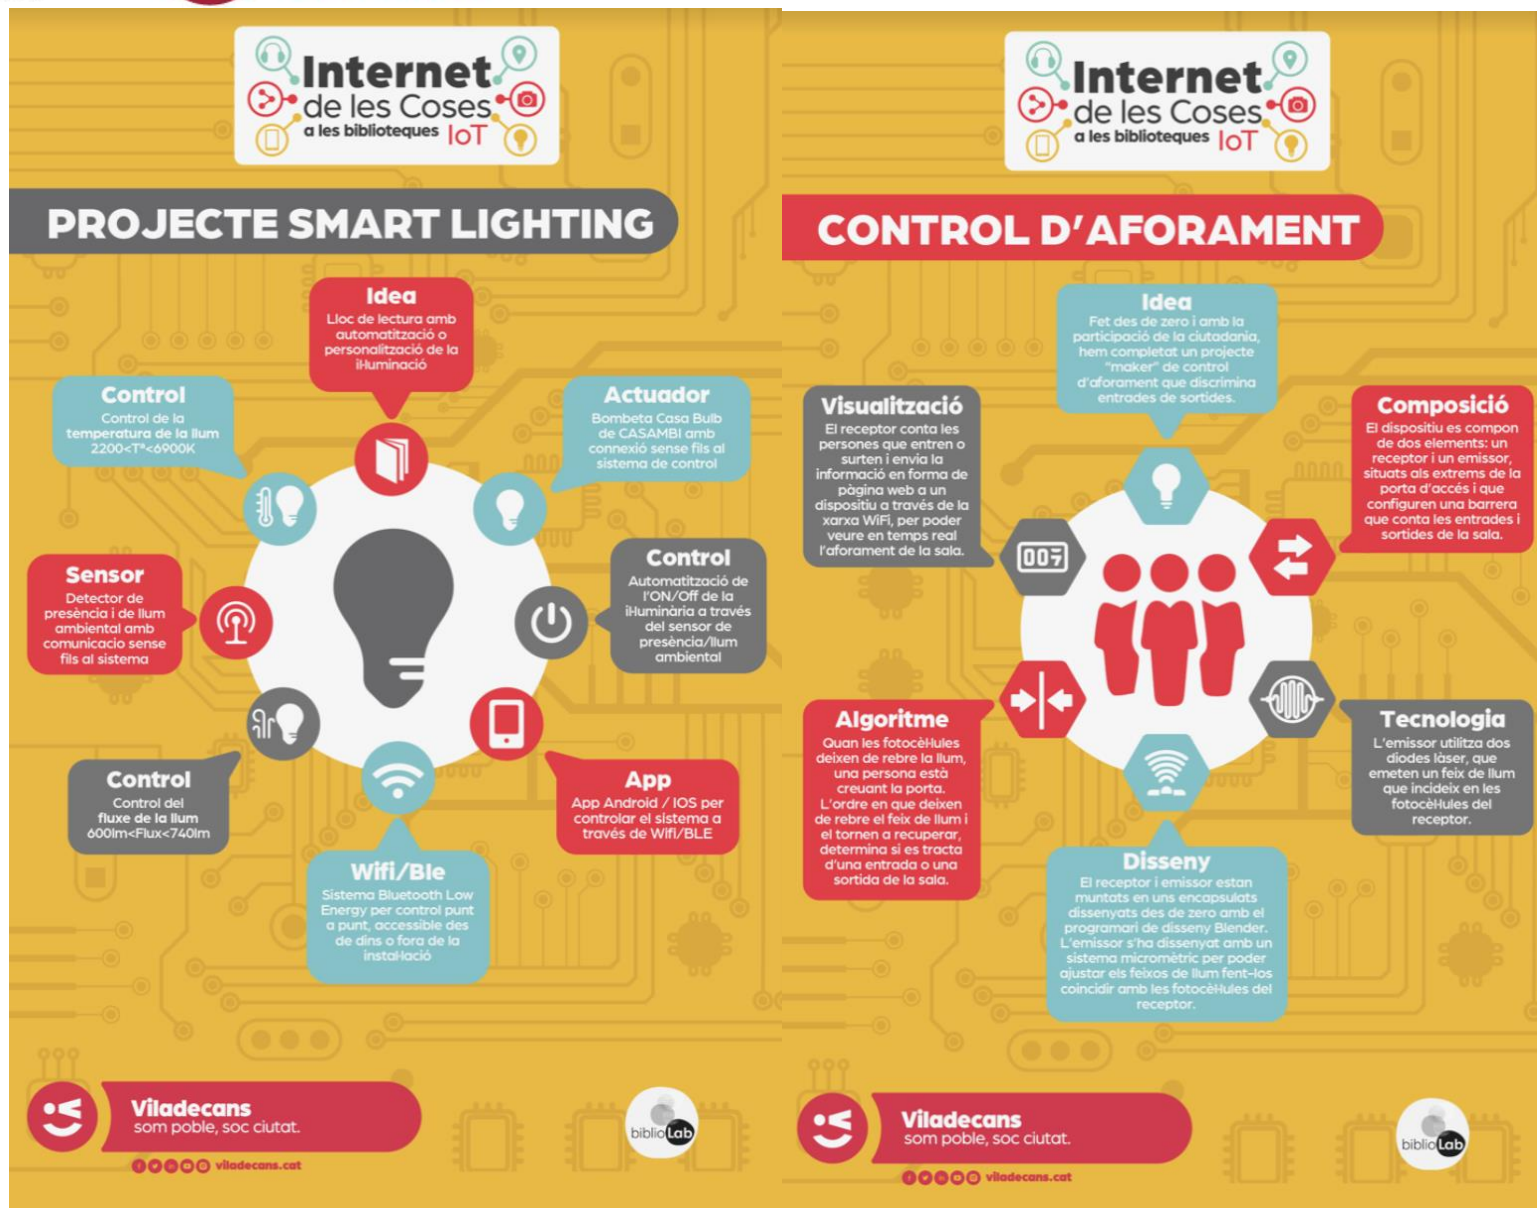 Internet
de les Coses
a les biblioteques IoT
PROJECTE SMART LIGHTING
Idea
Lloc de lectura amb
automatització o
personalització de la
il·luminació
Control
Control de la
temperatura de la llum
2200<Tª<6900K
Actuador
Bombeta Casa Bulb
de CASAMBI amb
connexió sense fils al
sistema de control
Sensor
Detector de
presència i de llum
ambiental amb
comunicacio sense
fils al sistema
Control
Automatització de
l'ON/Off de la
il·luminària a través
del sensor de
presència/llum
ambiental
Control
Control del
fluxe de la llum
600lm<Flux<740lm
App
App Android / IOS per
controlar el sistema a
través de Wifi/BLE
Wifi/Ble
Sistema Bluetooth Low
Energy per control punt
a punt, accessible des
de dins o fora de la
instal·lació
Viladecans
som poble, soc ciutat.
viladecans.cat
biblioLab
Internet
de les Coses
a les biblioteques IoT
CONTROL D'AFORAMENT
Idea
Fet des de zero i amb la
participació de la ciutadania,
hem completat un projecte
"maker" de control
d'aforament que discrimina
entrades de sortides.
Visualització
El receptor conta les
persones que entren o
surten i envia la
informació en forma de
pàgina web a un
dispositiu a través de la
xarxa WiFi, per poder
veure en temps real
l'aforament de la sala.
Composició
El dispositiu es compon
de dos elements: un
receptor i un emissor,
situats als extrems de la
porta d'accés i que
configuren una barrera
que conta les entrades i
sortides de la sala.
007
Algoritme
Quan les fotocèl·lules
deixen de rebre la llum,
una persona està
creuant la porta.
L'ordre en que deixen
de rebre el feix de llum i
el tornen a recuperar,
determina si es tracta
d'una entrada o una
sortida de la sala.
Tecnologia
L'emissor utilitza dos
díodes làser, que
emeten un feix de llum
que incideix en les
fotocèl·lules del
receptor.
Disseny
El receptor i emissor estan
muntats en uns encapsulats
dissenyats des de zero amb el
programari de disseny Blender.
L'emissor s'ha dissenyat amb un
sistema micromètric per poder
ajustar els feixos de llum fent-los
coincidir amb les fotocèl·lules del
receptor.
Viladecans
som poble, soc ciutat.
viladecans.cat
biblioLab